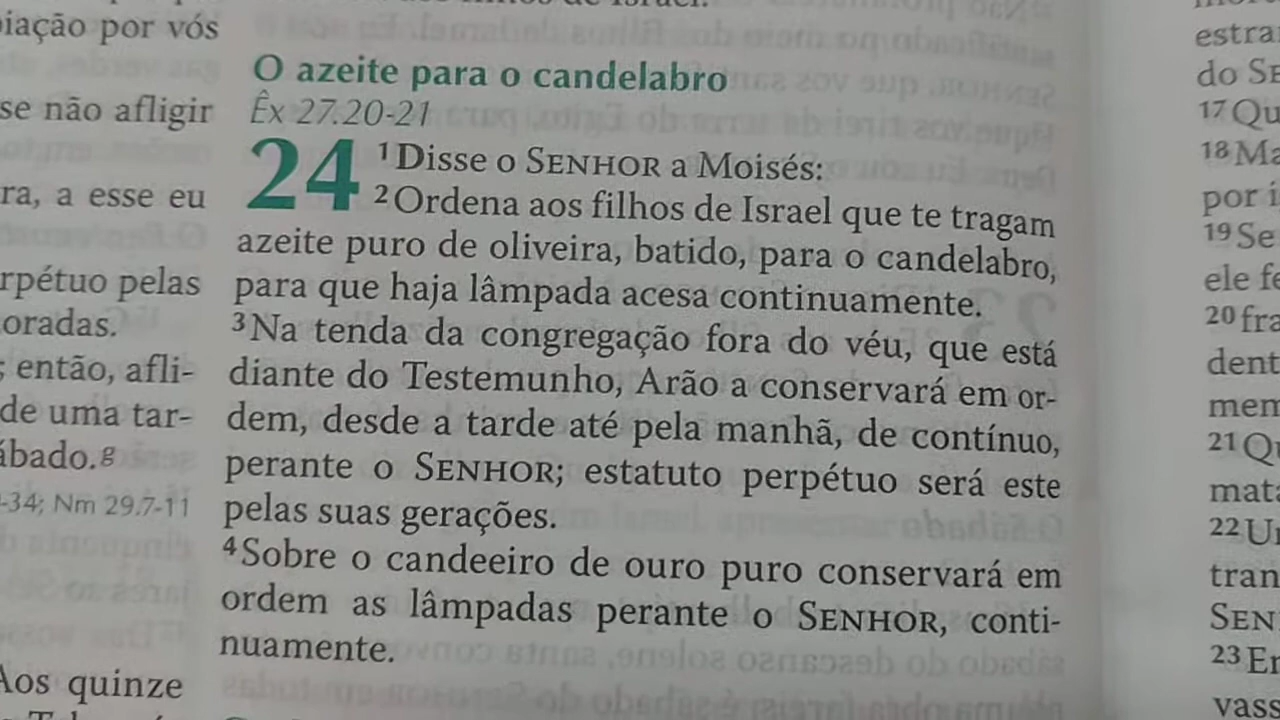 piação por vós
se não afligir
ra, a esse eu
rpétuo pelas
oradas.
; então, afli-
de uma tar-
ábado.g
-34; Nm 29.7-11
Aos quinze
O azeite para o candelabro
Êx 27.20-21
24 1Disse o SENHOR a Moisés:
2Ordena aos filhos de Israel que te tragam
azeite puro de oliveira, batido, para o candelabro,
para que haja lâmpada acesa continuamente.
3Na tenda da congregação fora do véu, que está
diante do Testemunho, Arão a conservará em or-
dem, desde a tarde até pela manhã, de contínuo,
perante o SENHOR; estatuto perpétuo será este
pelas suas gerações.
4Sobre o candeeiro de ouro puro conservará em
ordem as lâmpadas perante o SENHOR, conti-
nuamente.
estra
do SE
17Qu
18Ma
por i
19Se
ele fe
20fra
dent
mem
21Qu
mata
22Un
tran
SEN
23En
vass